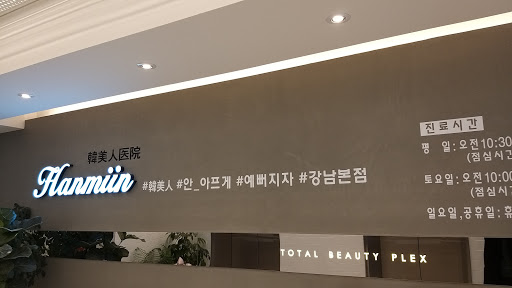 韓美人医院
Hanmiin
#韓美人 #안_아프게 #예뻐지자 #강남본점
진료시간
평 일: 오전10:30
(점심시간
토요일: 오전10:00
(점심시
일요일,공휴일: 휴
TOTAL BEAUTY PLEX